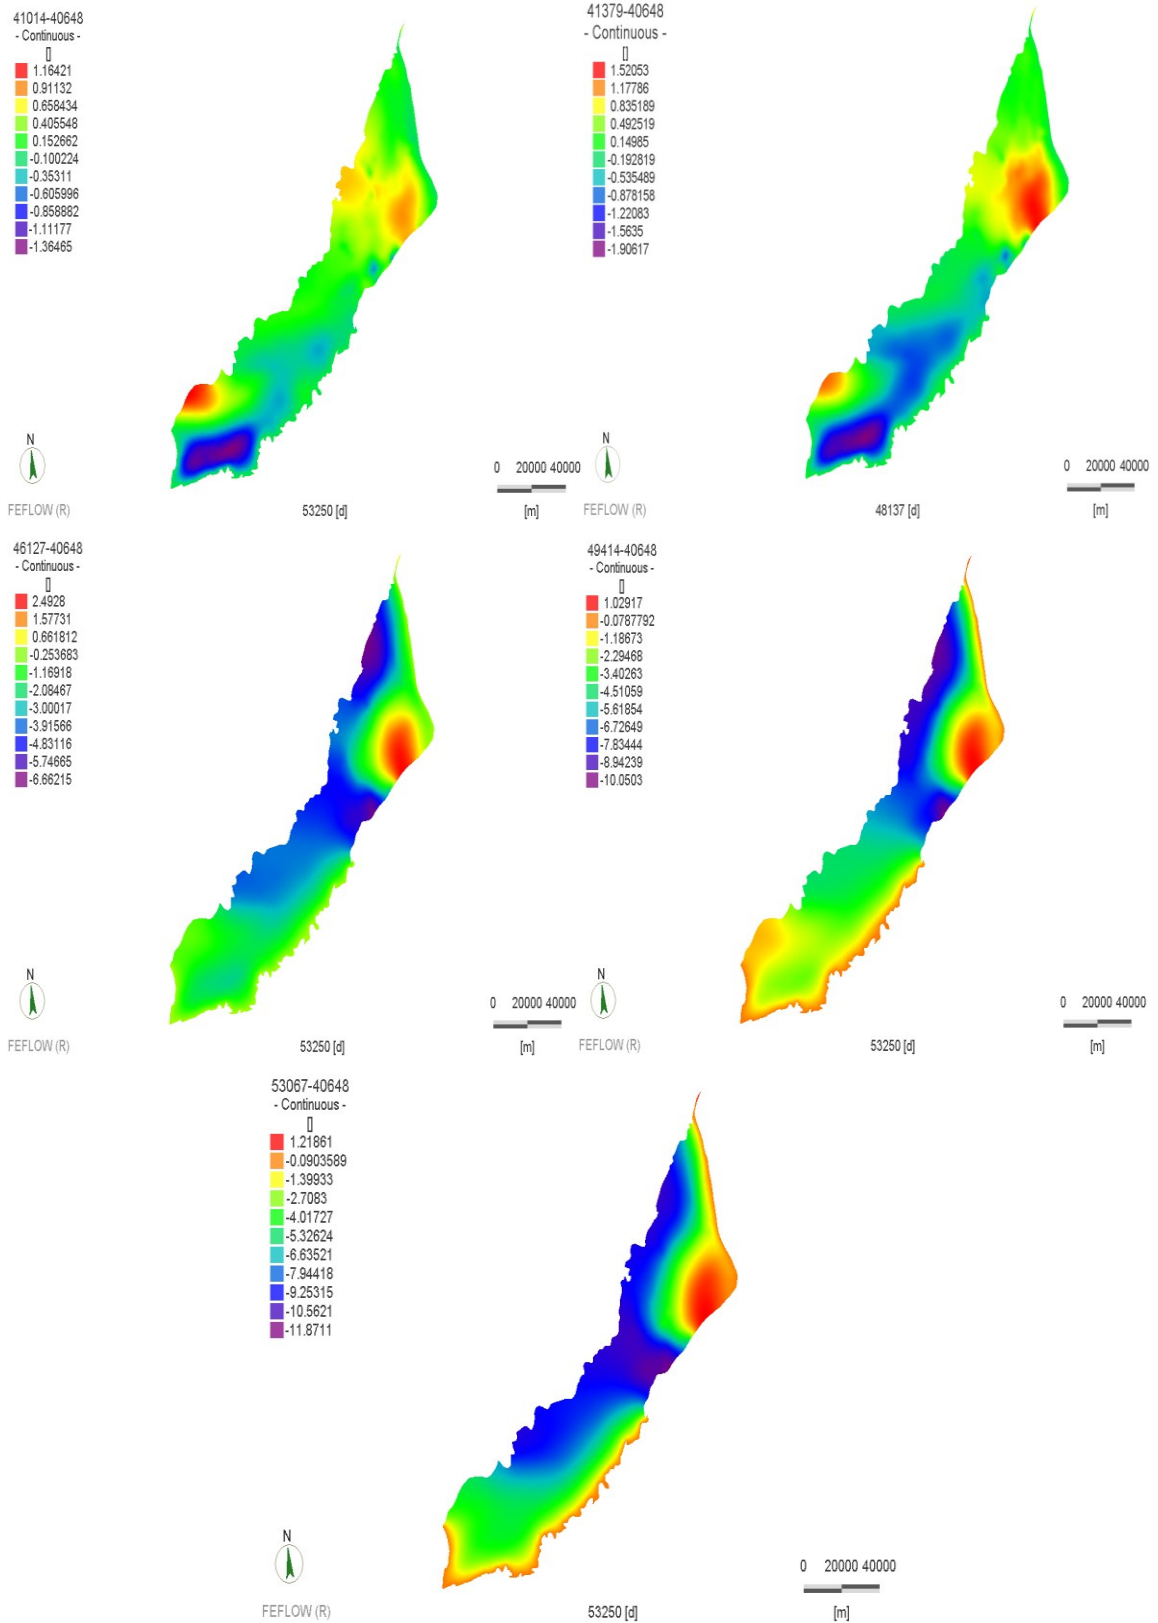 41014-40648
- Continuous -
[]
1.16421
0.91132
0.658434
0.405548
0.152662
-0.100224
-0.35311
-0.605996
-0.858882
-1.11177
-1.36465
N
FEFLOW (R)
53250 [d]
0 20000 40000
[m]
41379-40648
- Continuous -
[]
1.52053
1.17786
0.835189
0.492519
0.14985
-0.192819
-0.535489
-0.878158
-1.22083
-1.5635
-1.90617
N
FEFLOW (R)
48137 [d]
0 20000 40000
[m]
46127-40648
- Continuous -
[]
2.4928
1.57731
0.661812
-0.253683
-1.16918
-2.08467
-3.00017
-3.91566
-4.83116
-5.74665
-6.66215
N
FEFLOW (R)
53250 [d]
0 20000 40000
[m]
49414-40648
- Continuous -
[]
1.02917
-0.0787792
-1.18673
-2.29468
-3.40263
-4.51059
-5.61854
-6.72649
-7.83444
-8.94239
-10.0503
N
FEFLOW (R)
53250 [d]
0 20000 40000
[m]
53067-40648
- Continuous -
[]
1.21861
-0.0903589
-1.39933
-2.7083
-4.01727
-5.32624
-6.63521
-7.94418
-9.25315
-10.5621
-11.8711
N
FEFLOW (R)
53250 [d]
0 20000 40000
[m]